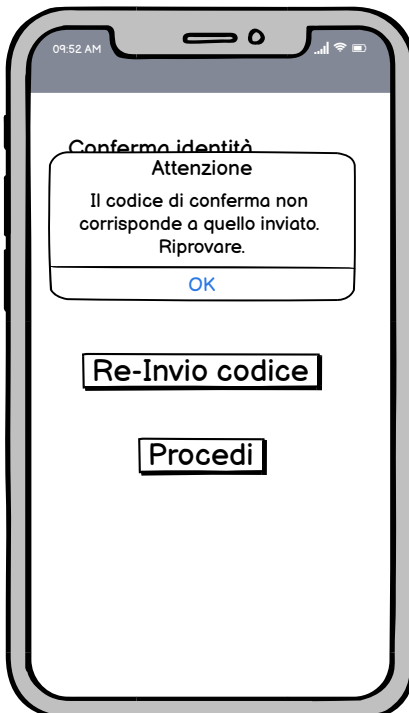 09:52 AM
Conferma identità
Attenzione
Il codice di conferma non
corrisponde a quello inviato.
Riprovare.
OK
Re-Invio codice
Procedi